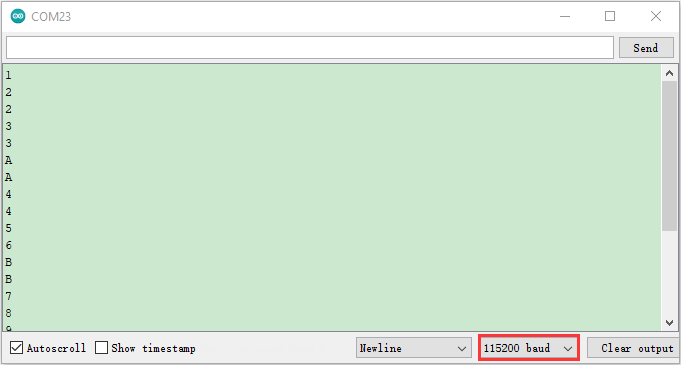 COM23
Send
1
2
2
3
3
A
A
4
4
5
6
B
B
7
8
9
Autoscroll Show timestamp Newline 115200 baud Clear output